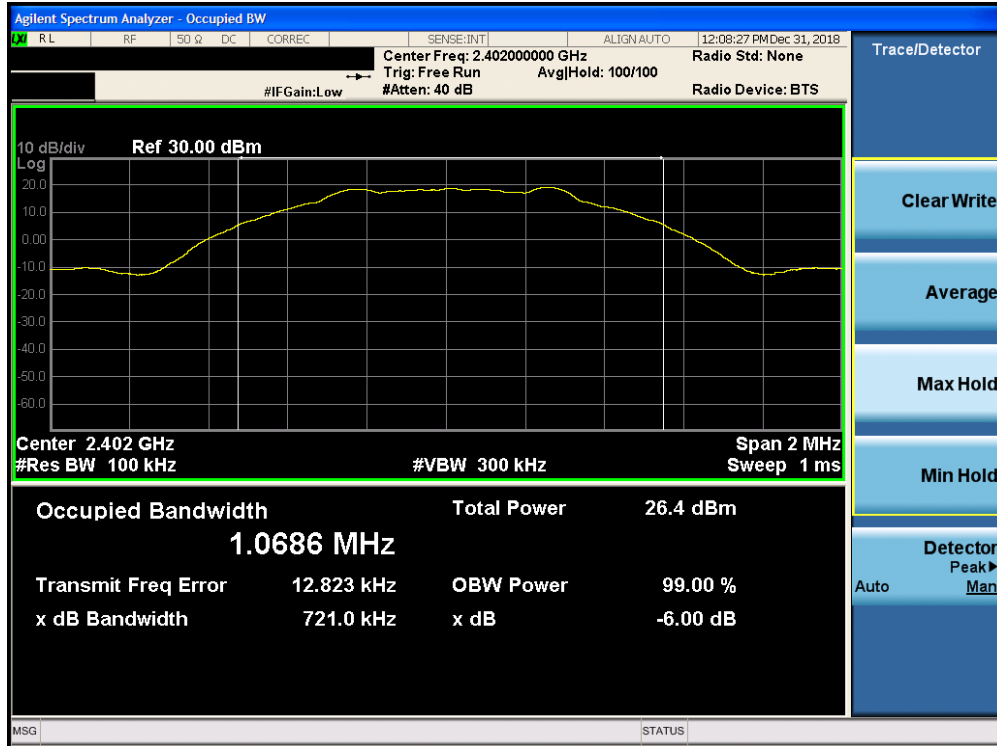 Agilent Spectrum Analyzer - Occupied BW
LXI RL RF 50 Ω DC CORREC SENSE:INT ALIGN AUTO 12:08:27 PM Dec 31, 2018
Center Freq: 2.402000000 GHz Radio Std: None
Trig: Free Run Avg|Hold: 100/100
#IFGain:Low #Atten: 40 dB Radio Device: BTS
10 dB/div Ref 30.00 dBm
Log
20.0
10.0
0.00
-10.0
-20.0
-30.0
-40.0
-50.0
-60.0
Center 2.402 GHz Span 2 MHz
#Res BW 100 kHz #VBW 300 kHz Sweep 1 ms
Occupied Bandwidth Total Power 26.4 dBm
1.0686 MHz
Transmit Freq Error 12.823 kHz OBW Power 99.00 %
x dB Bandwidth 721.0 kHz x dB -6.00 dB
MSG STATUS
Trace/Detector
Clear Write
Average
Max Hold
Min Hold
Detector
Peak▶
Auto Man